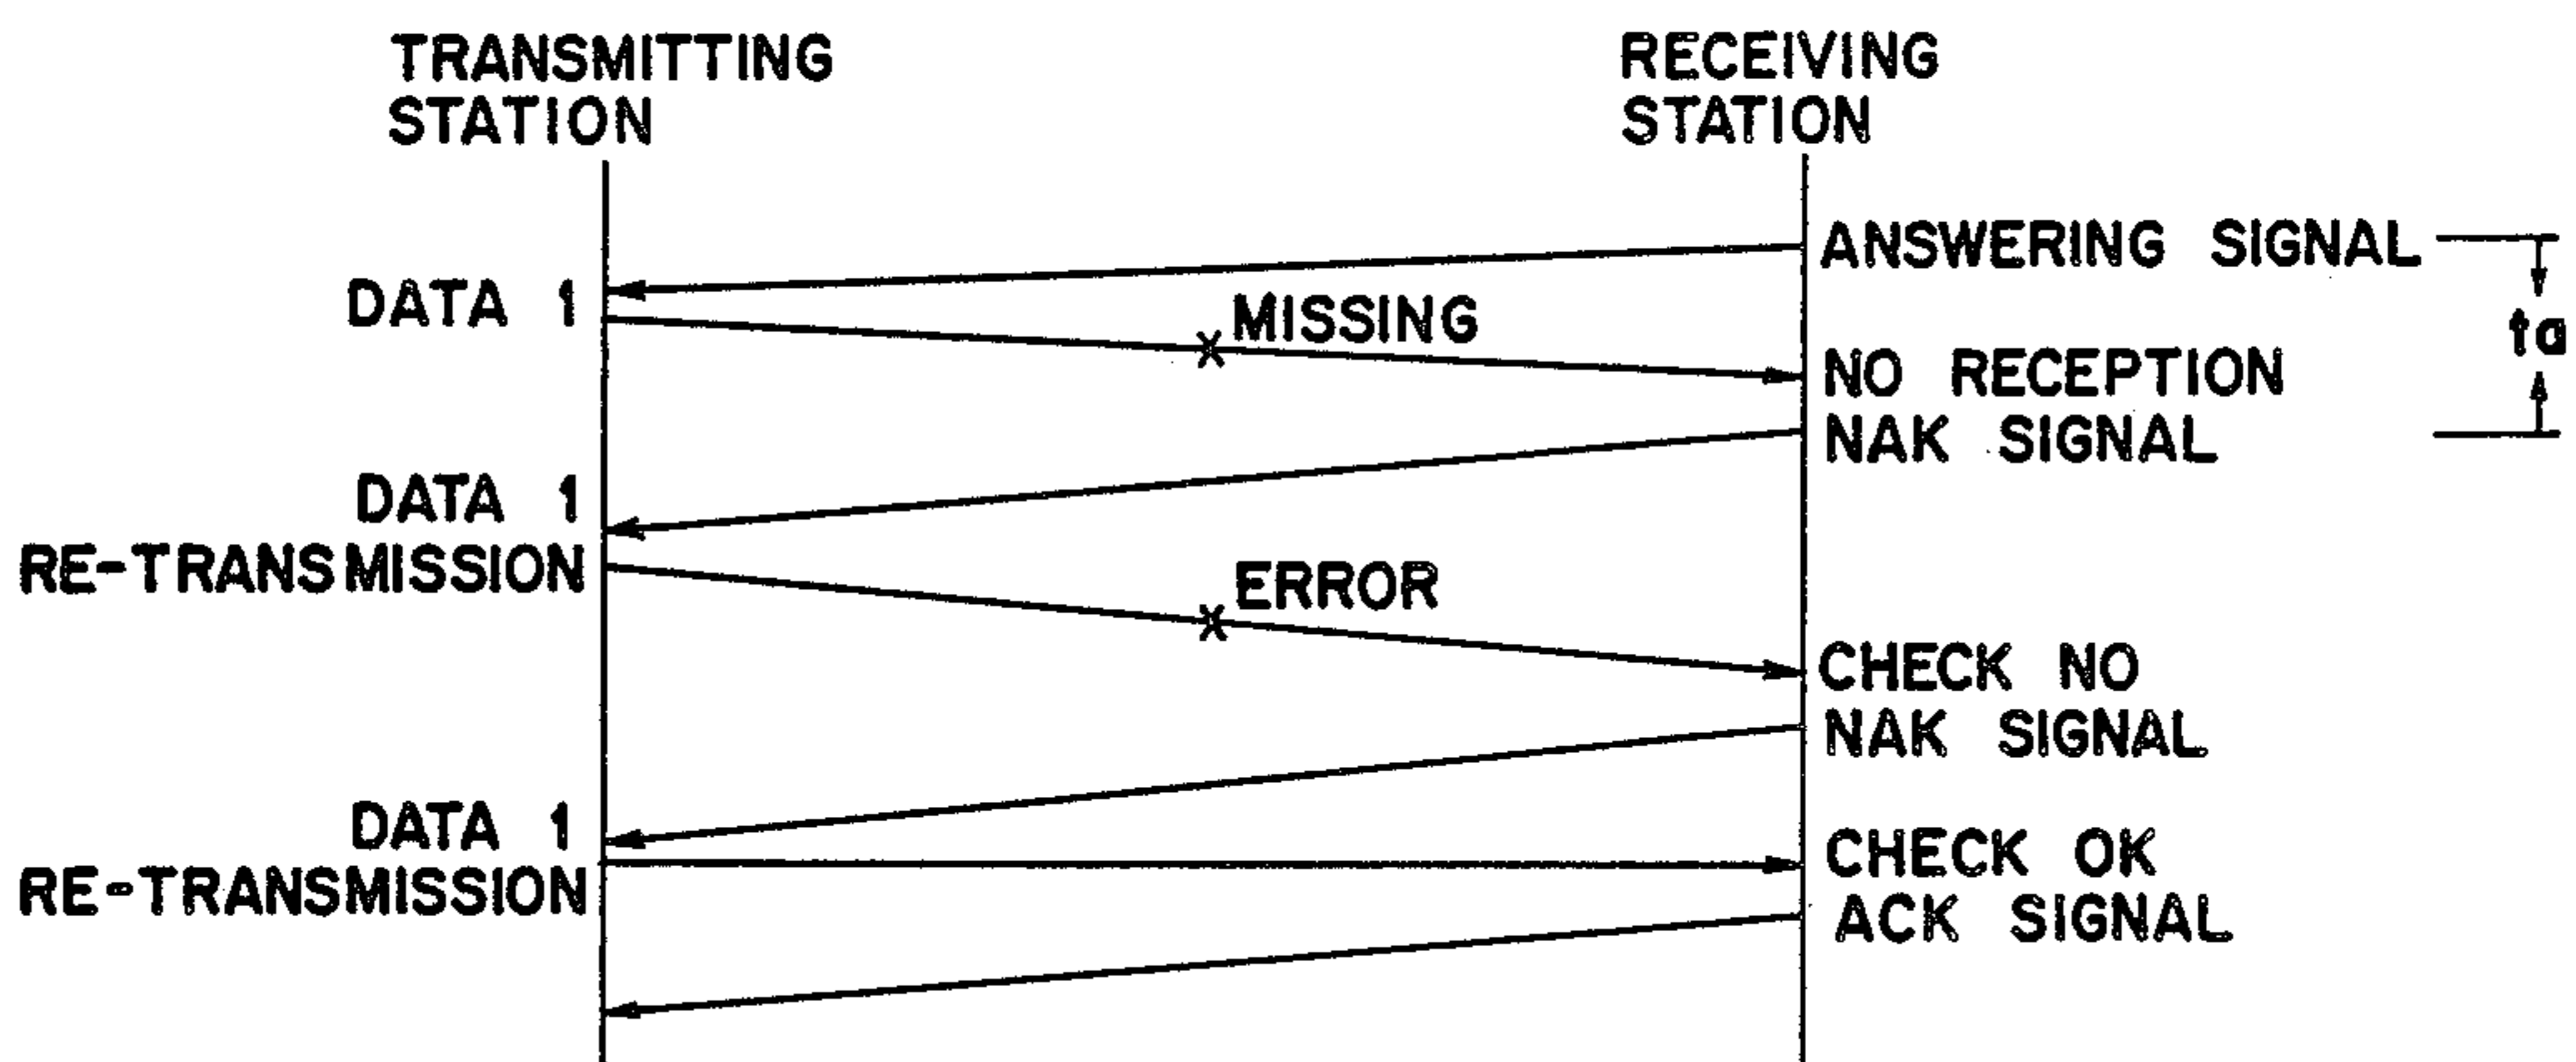 TRANSMITTING
STATION
RECEIVING
STATION
ANSWERING SIGNAL
DATA 1
MISSING
ta
NO RECEPTION
NAK SIGNAL
DATA 1
RE-TRANSMISSION
ERROR
CHECK NO
NAK SIGNAL
DATA 1
RE-TRANSMISSION
CHECK OK
ACK SIGNAL